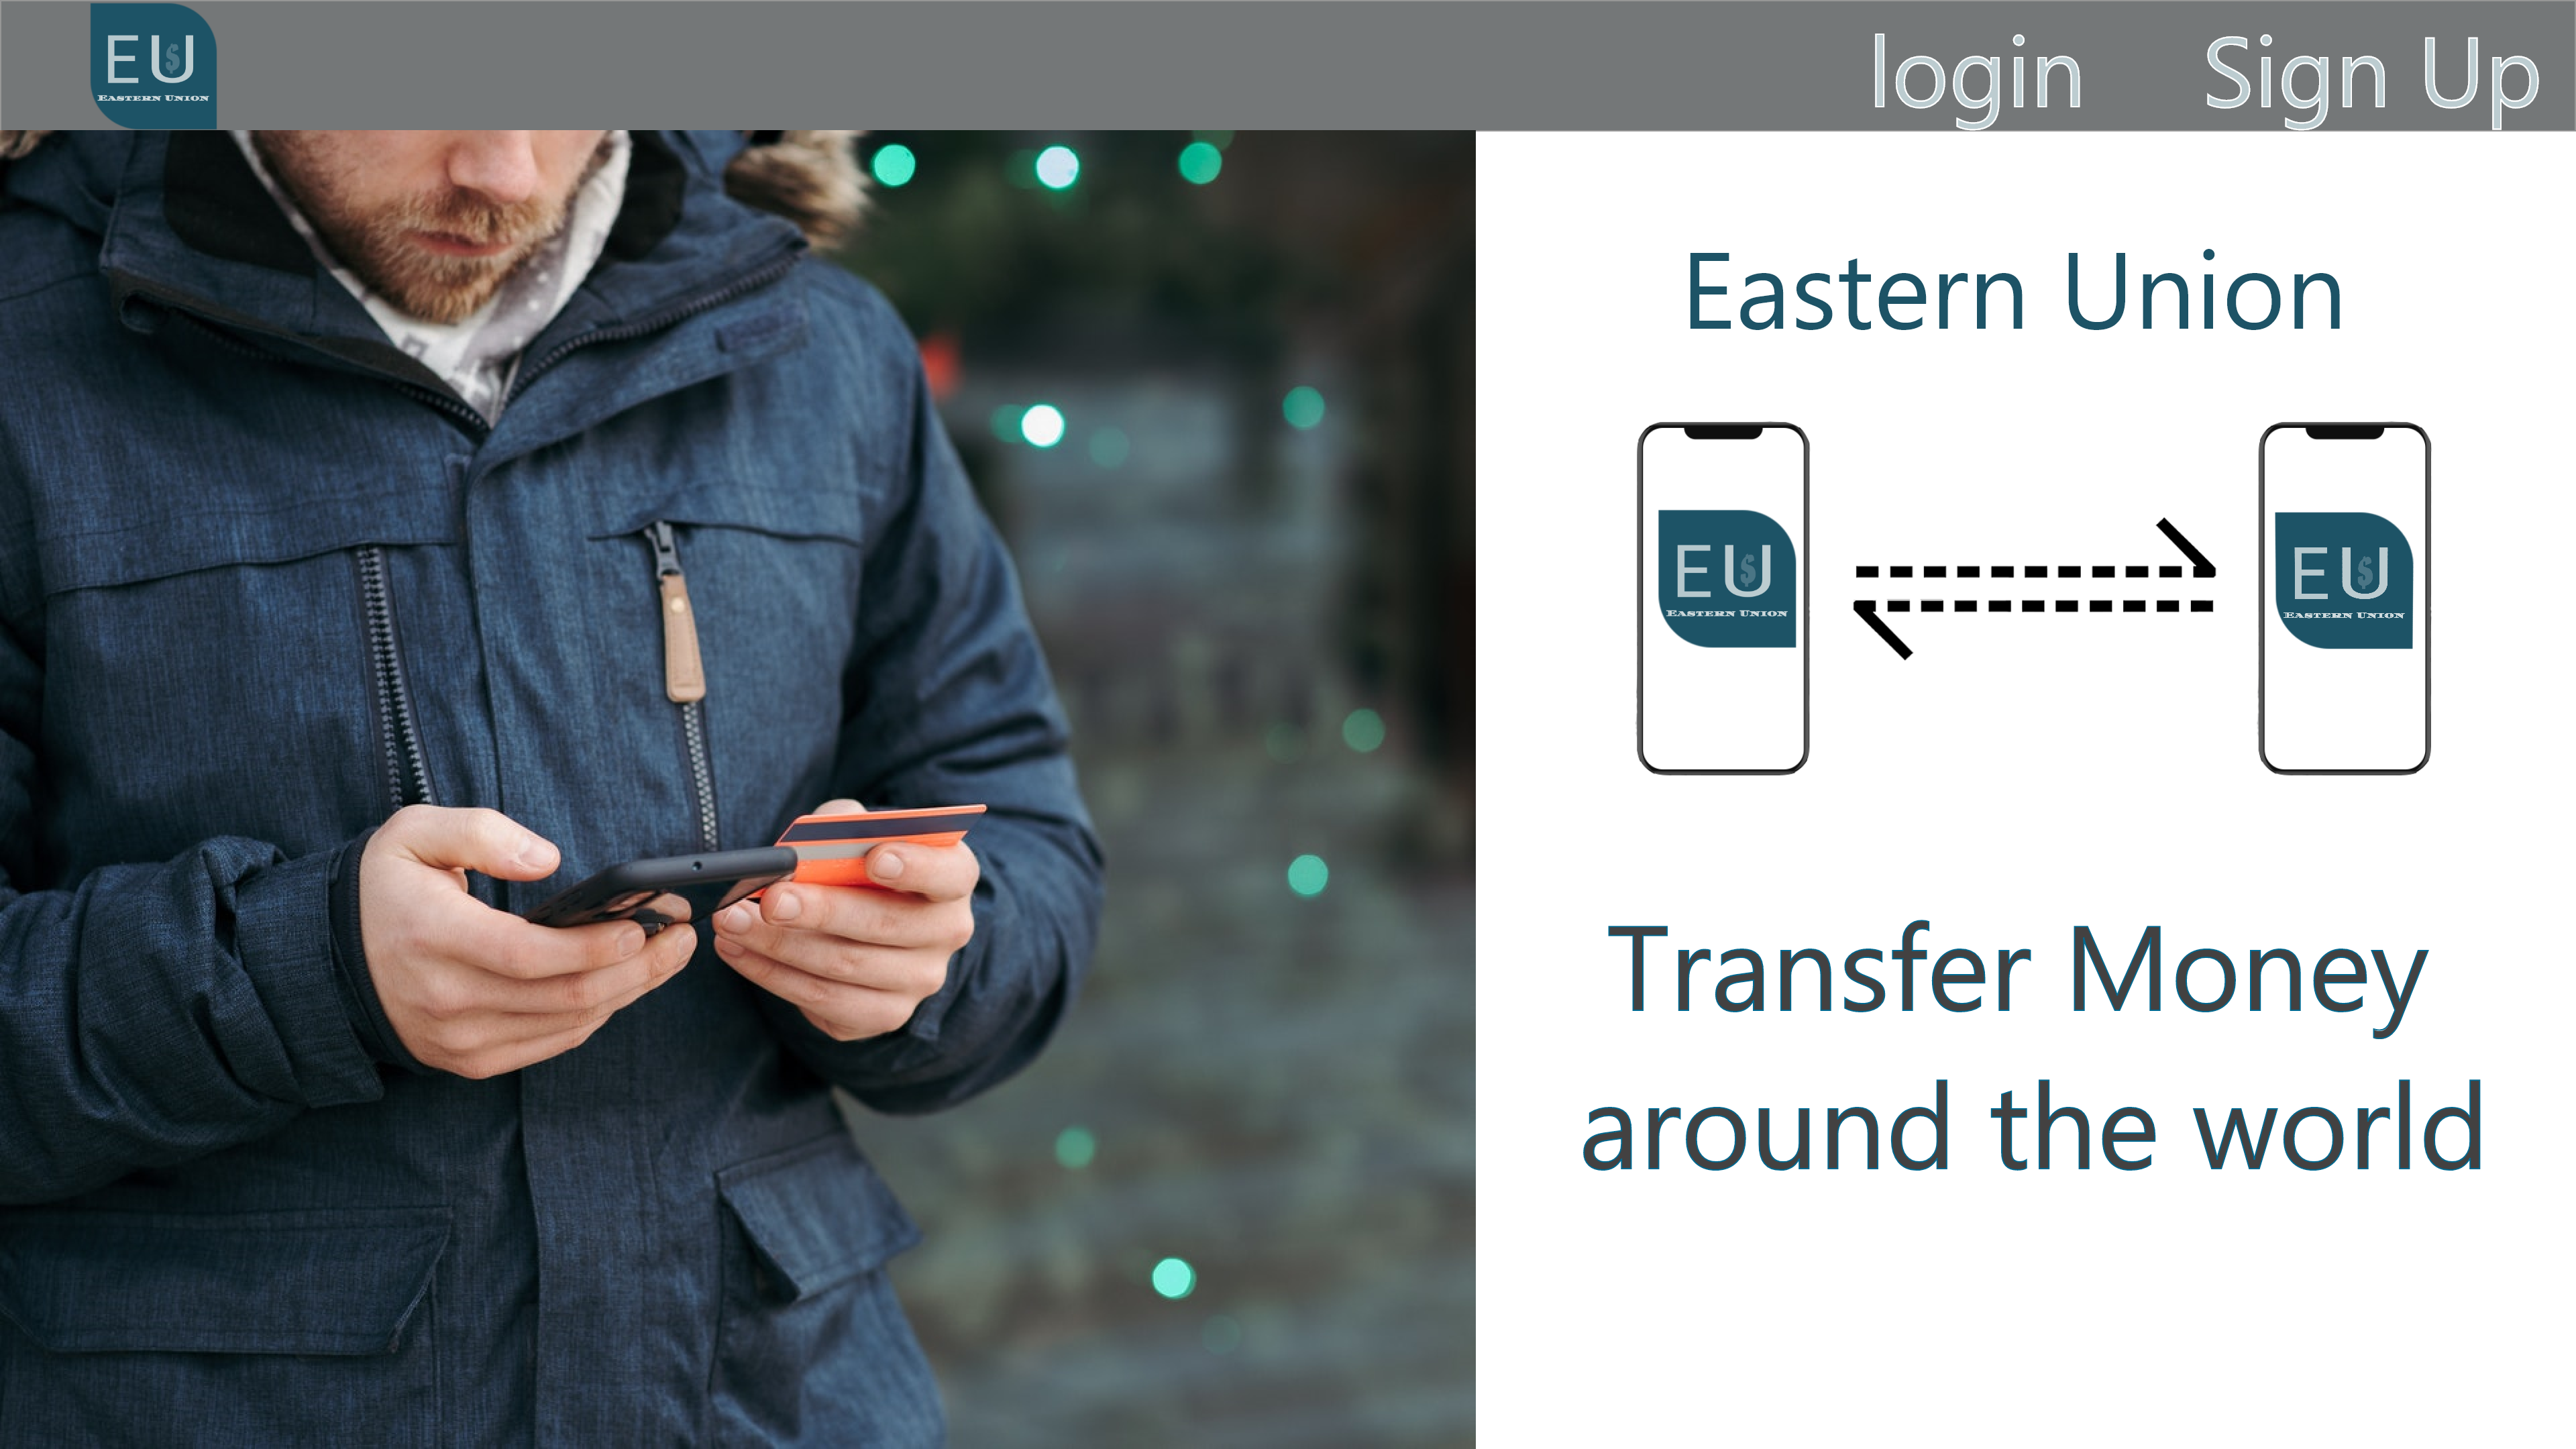 EU$
EASTERN UNION
login Sign Up
Eastern Union
EU$
EASTERN UNION
EU$
EASTERN UNION
Transfer Money
around the world